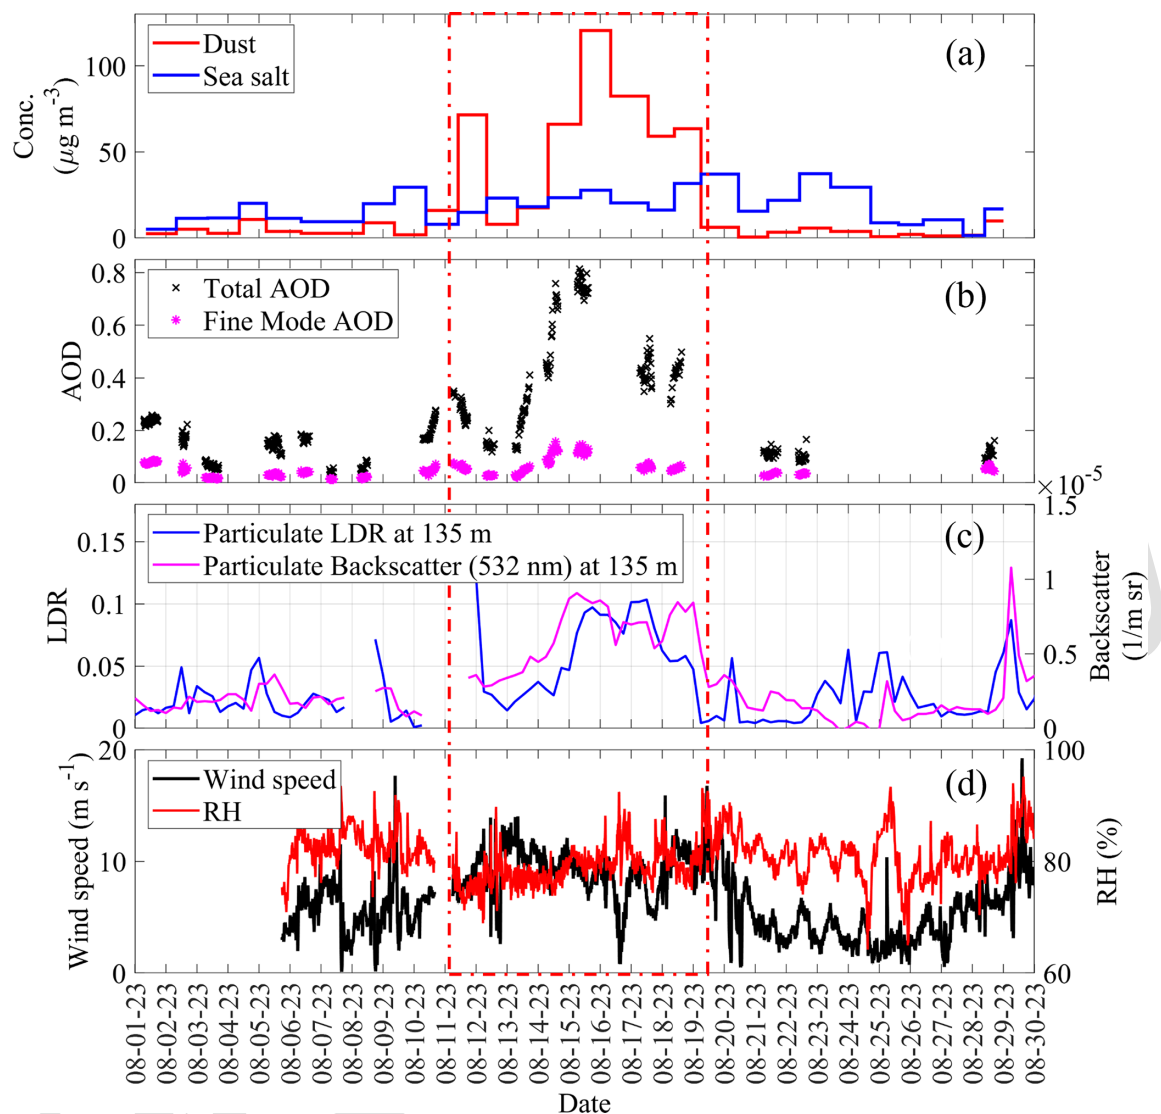 Dust
Sea salt
(a)
100
50
0
Conc.
(μg m-3)
Total AOD
Fine Mode AOD
(b)
0.8
0.6
0.4
0.2
0
AOD
×10-5
Particulate LDR at 135 m
Particulate Backscatter (532 nm) at 135 m
(c)
0.15
0.1
0.05
0
LDR
1.5
1
0.5
0
Backscatter
(1/m sr)
Wind speed
RH
(d)
20
10
0
Wind speed (m s-1)
100
80
60
RH (%)
08-01-23
08-02-23
08-03-23
08-04-23
08-05-23
08-06-23
08-07-23
08-08-23
08-09-23
08-10-23
08-11-23
08-12-23
08-13-23
08-14-23
08-15-23
08-16-23
08-17-23
08-18-23
08-19-23
08-20-23
08-21-23
08-22-23
08-23-23
08-24-23
08-25-23
08-26-23
08-27-23
08-28-23
08-29-23
08-30-23
Date